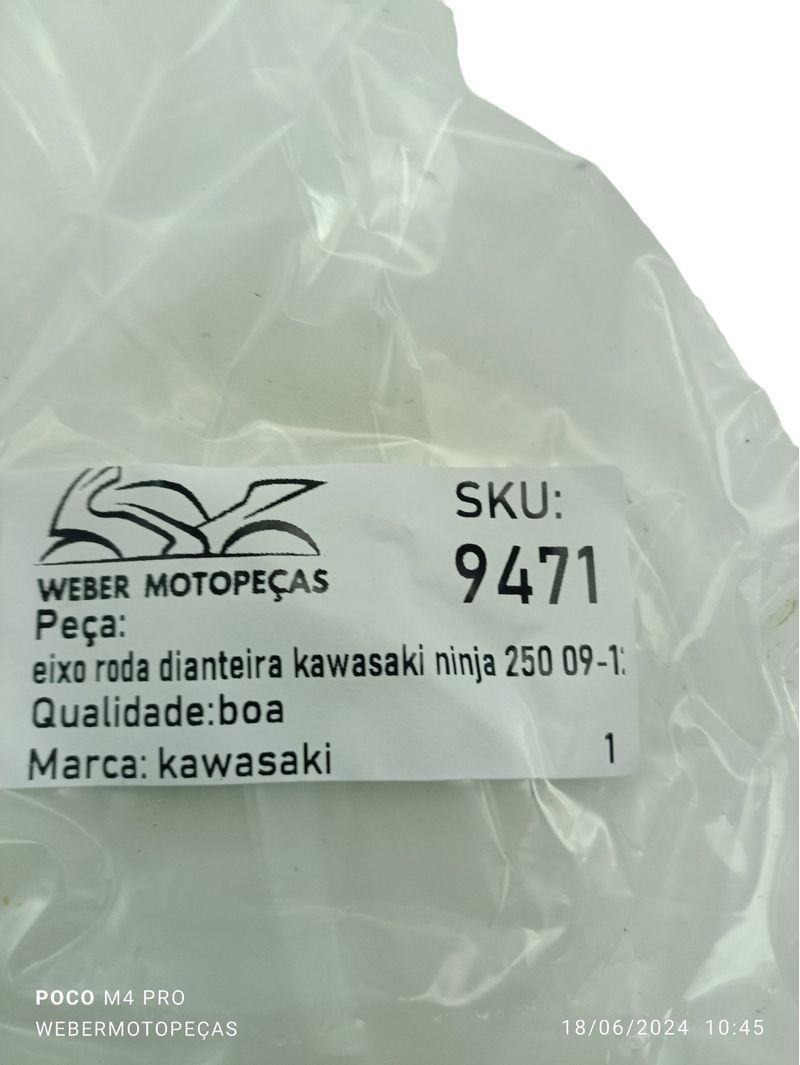 WEBER MOTOPEÇAS
SKU:
9471
Peça:
eixo roda dianteira kawasaki ninja 250 09-1
Qualidade:boa
Marca: kawasaki
1
POCO M4 PRO
WEBERMOTOPEÇAS
18/06/2024 10:45